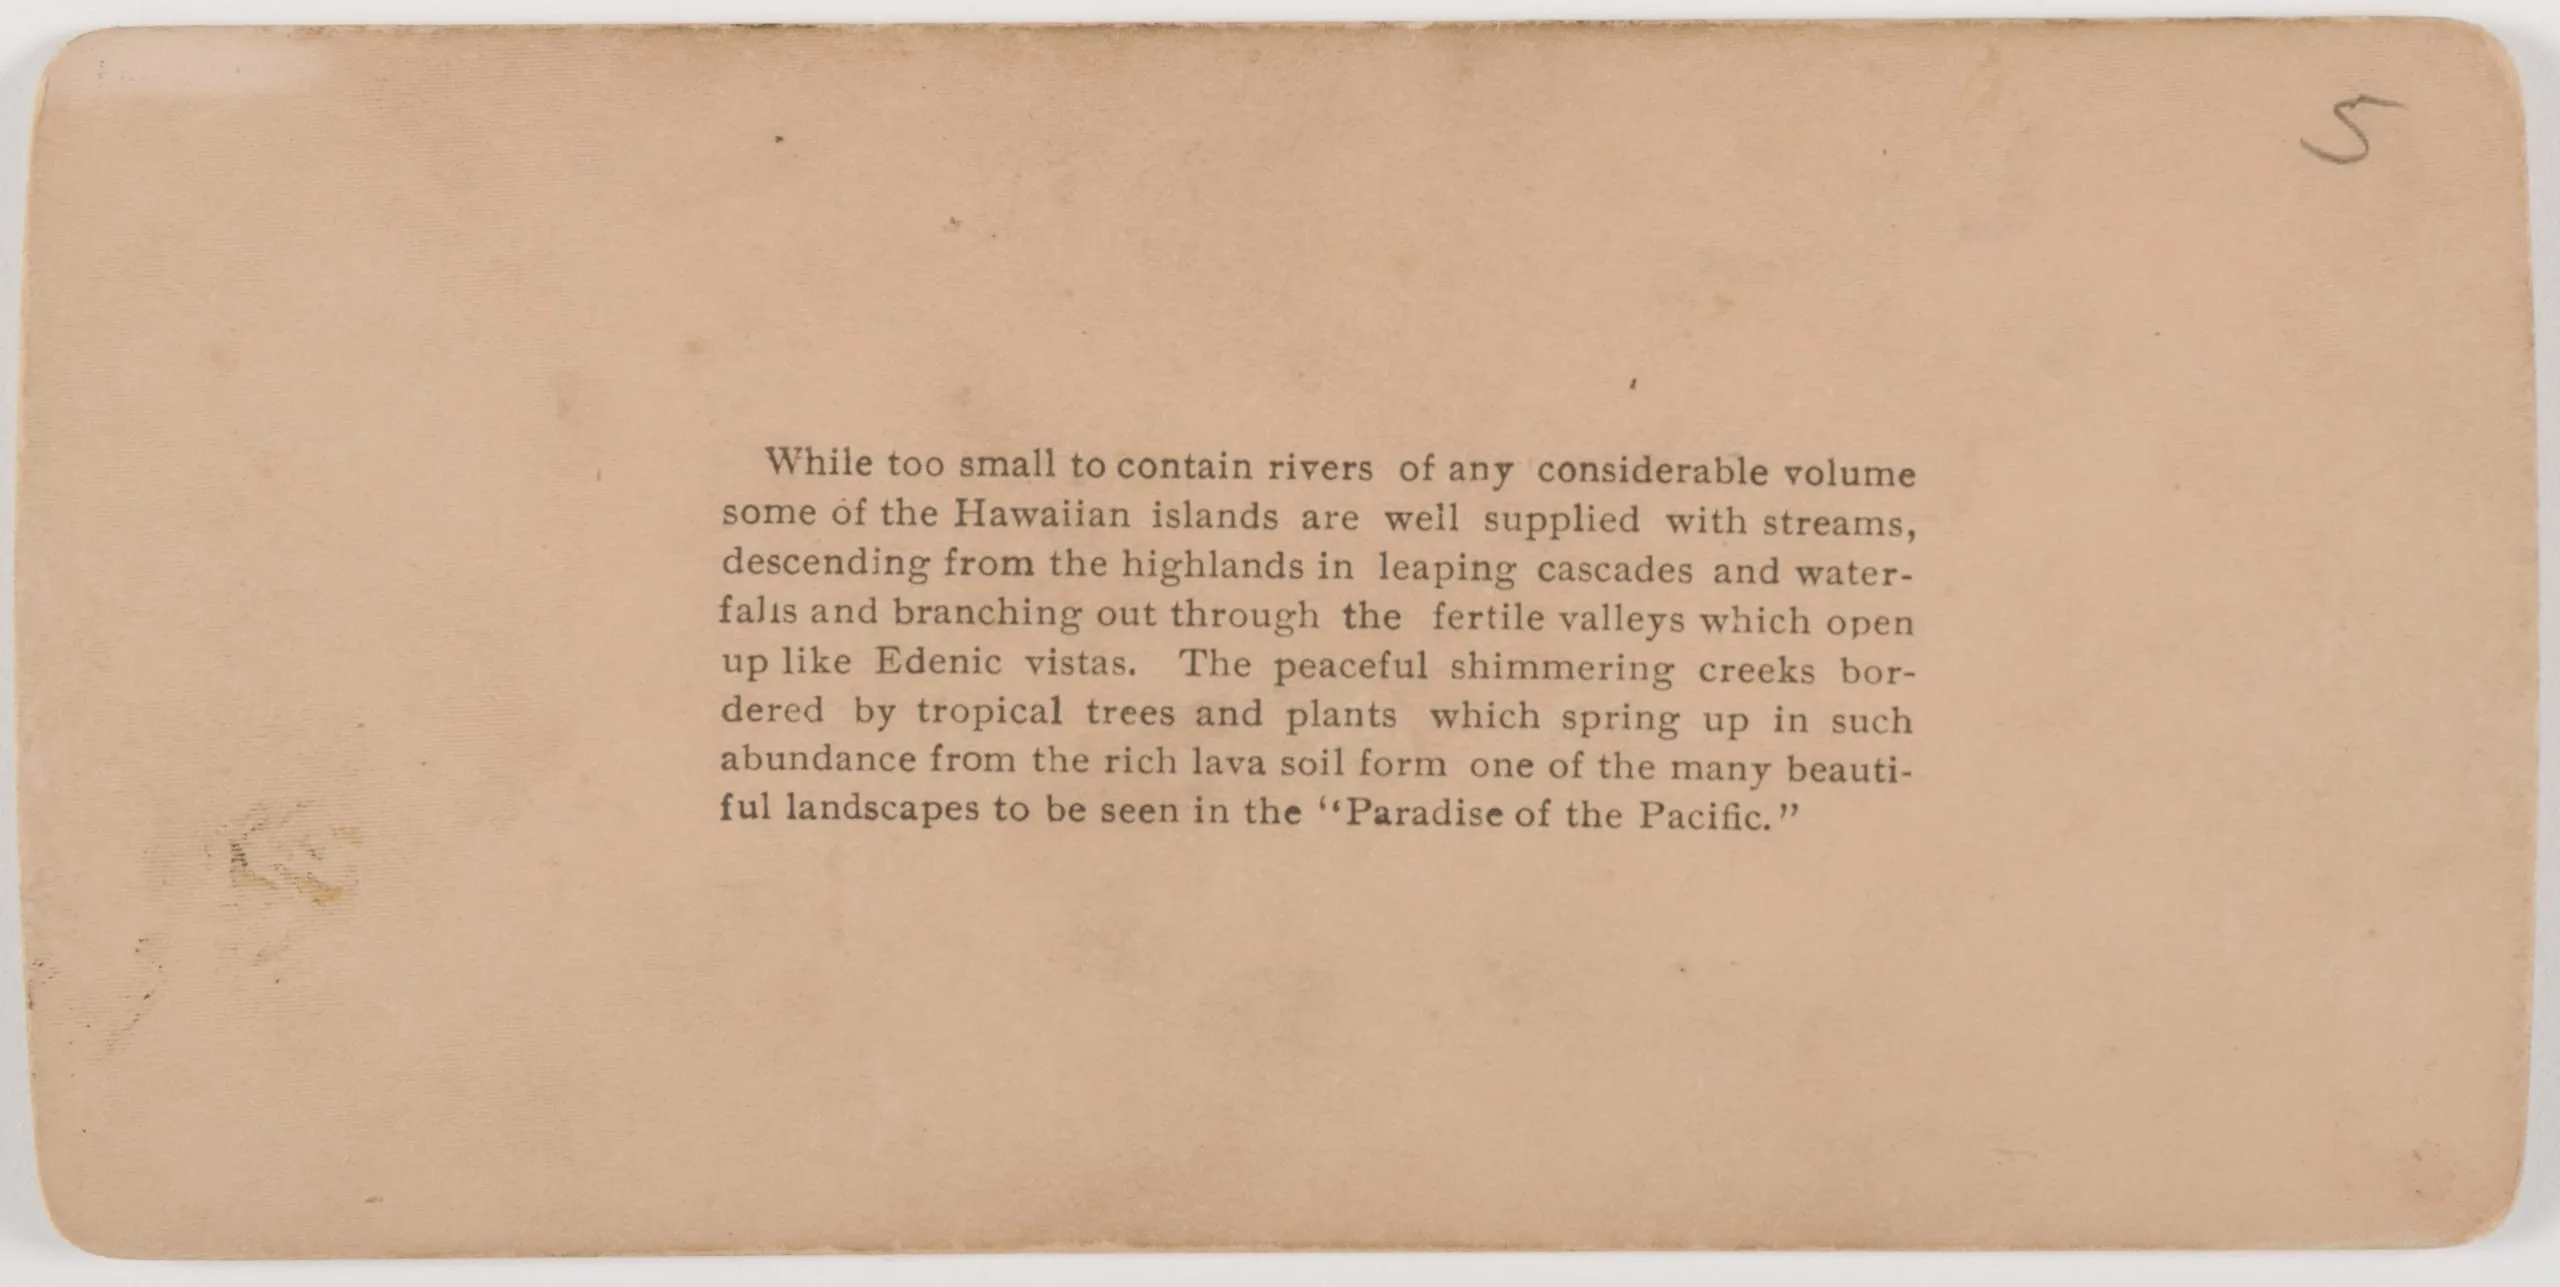 5
While too small to contain rivers of any considerable volume
some of the Hawaiian islands are well supplied with streams,
descending from the highlands in leaping cascades and water-
falls and branching out through the fertile valleys which open
up like Edenic vistas. The peaceful shimmering creeks bor-
dered by tropical trees and plants which spring up in such
abundance from the rich lava soil form one of the many beauti-
ful landscapes to be seen in the “Paradise of the Pacific.”